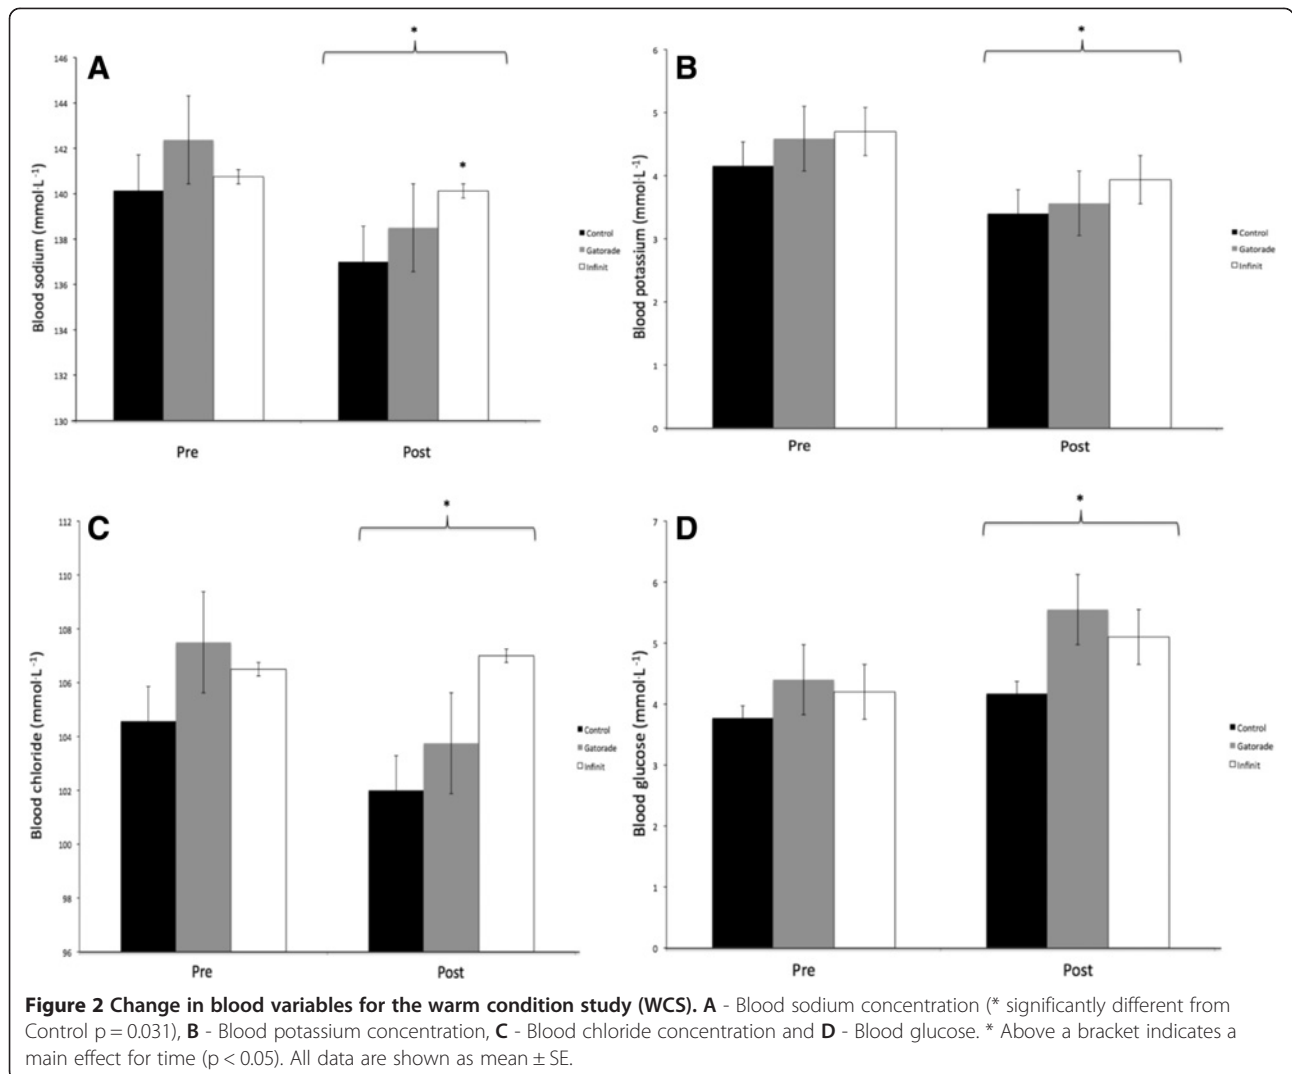 *
A
Blood sodium (mmol·L⁻¹)
146
144
142
140
138
136
134
132
130
*
Pre
Post
Control
Gatorade
Infinit
*
B
Blood potassium (mmol·L⁻¹)
6
5
4
3
2
1
0
Pre
Post
Control
Gatorade
Infinit
*
C
Blood chloride (mmol·L⁻¹)
112
110
108
106
104
102
100
98
96
Pre
Post
Control
Gatorade
Infinit
*
D
Blood glucose (mmol·L⁻¹)
7
6
5
4
3
2
1
0
Pre
Post
Control
Gatorade
Infinit
Figure 2 Change in blood variables for the warm condition study (WCS). A - Blood sodium concentration (* significantly different from
Control p = 0.031), B - Blood potassium concentration, C - Blood chloride concentration and D - Blood glucose. * Above a bracket indicates a
main effect for time (p < 0.05). All data are shown as mean ± SE.